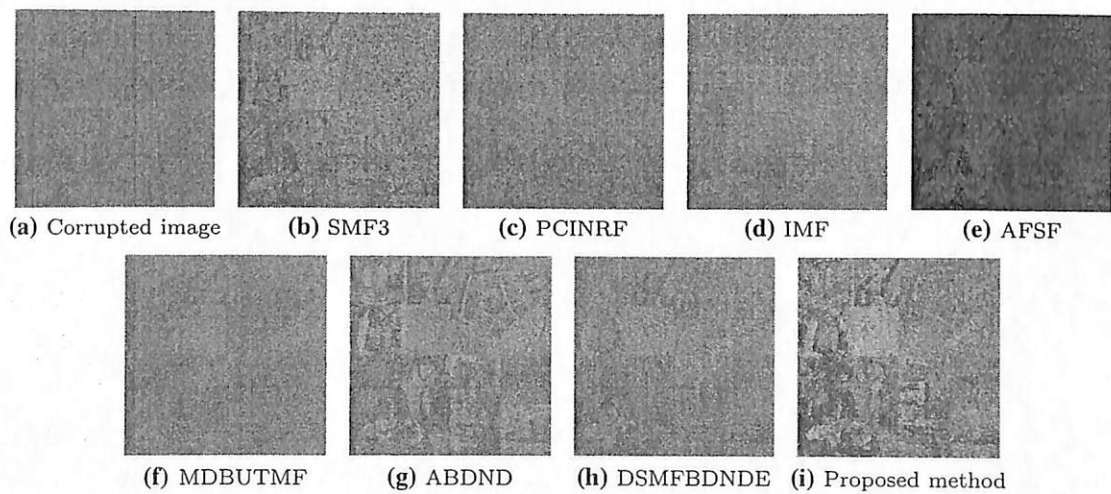 (a) Corrupted image
(b) SMF3
(c) PCINRF
(d) IMF
(e) AFSF
(f) MDBUTMF
(g) ABDND
(h) DSMFBDNDE
(i) Proposed method